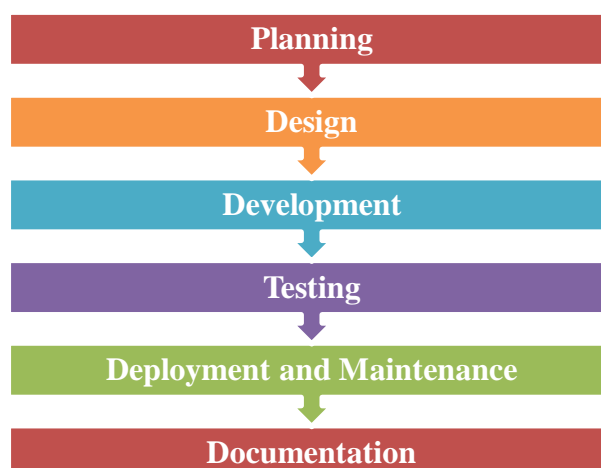 Planning
Design
Development
Testing
Deployment and Maintenance
Documentation